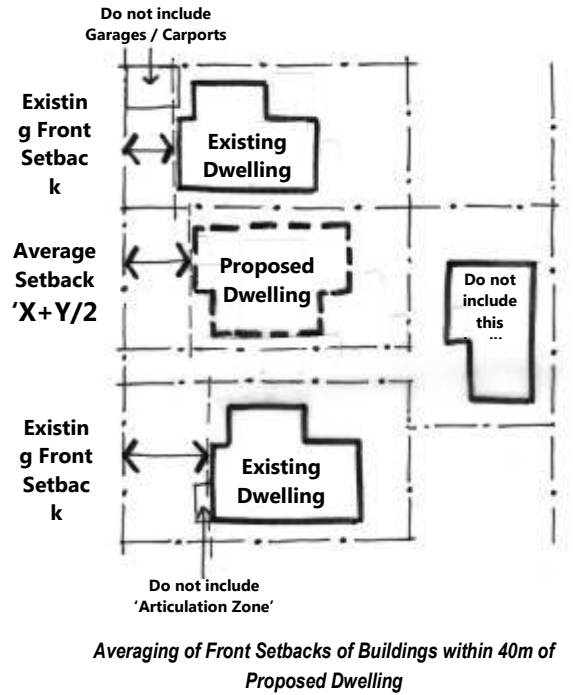 Do not include
Garages / Carports
Existin
g Front
Setbac
k
Existing
Dwelling
Average
Setback
‘X+Y/2
Proposed
Dwelling
Do not
include
this
Existin
g Front
Setbac
k
Existing
Dwelling
Do not include
‘Articulation Zone’
Averaging of Front Setbacks of Buildings within 40m of
Proposed Dwelling